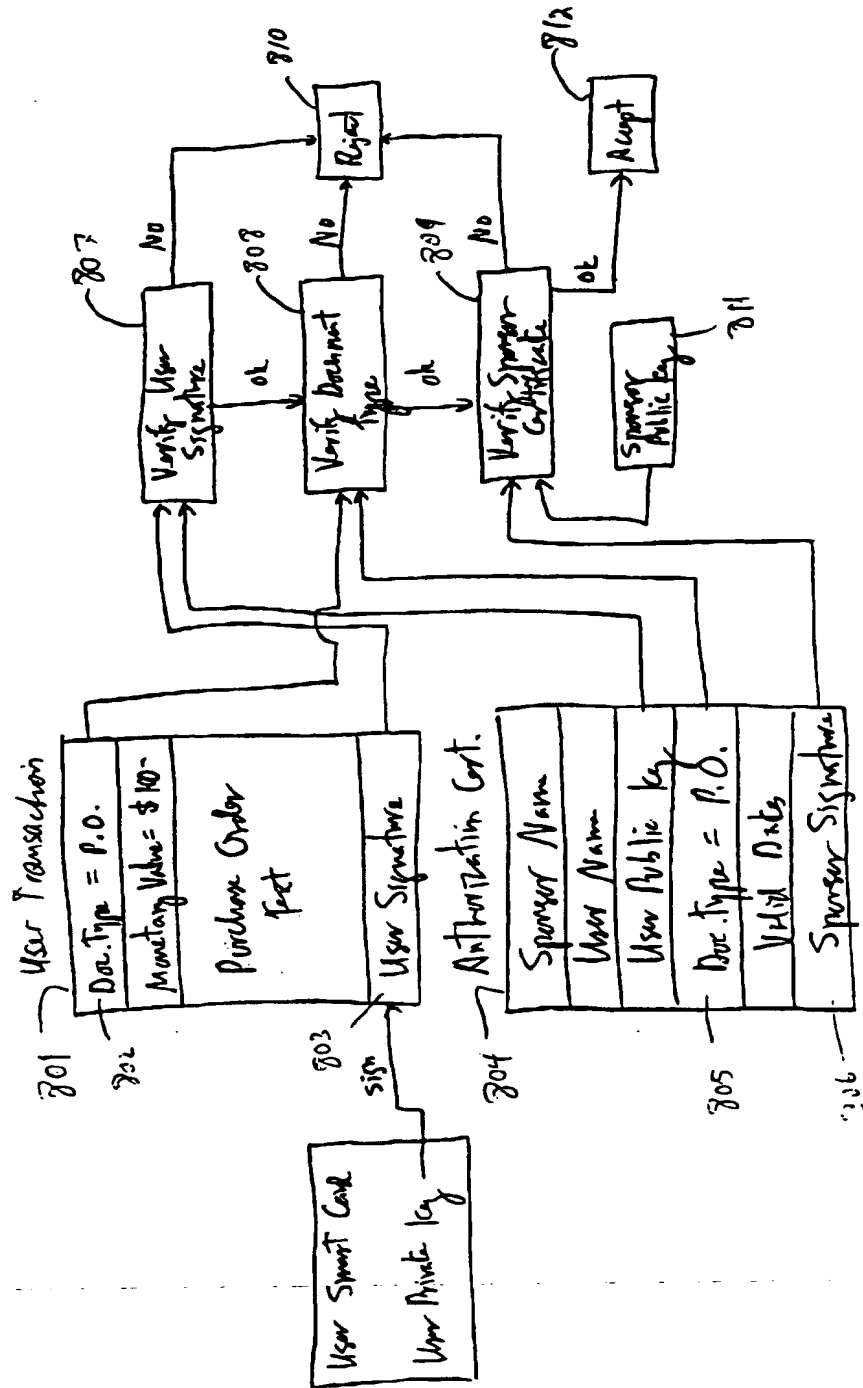 User Smart Card
User Private Key
sign
801
User Transaction
802
Doc. Type = P.O.
Monetary Value = $100-
Purchase Order
Text
803
User Signature
804
Authorization Cert.
Sponsor Name
User Name
User Public Key
805
Doc. Type = P.O.
Valid Dates
Sponsor Signature
807
Verify User
Signature
No
ok
808
Verify Document
Type
No
ok
809
Verify Sponsor
Certificate
No
ok
Sponsor
Public Key
811
810
Reject
812
Accept